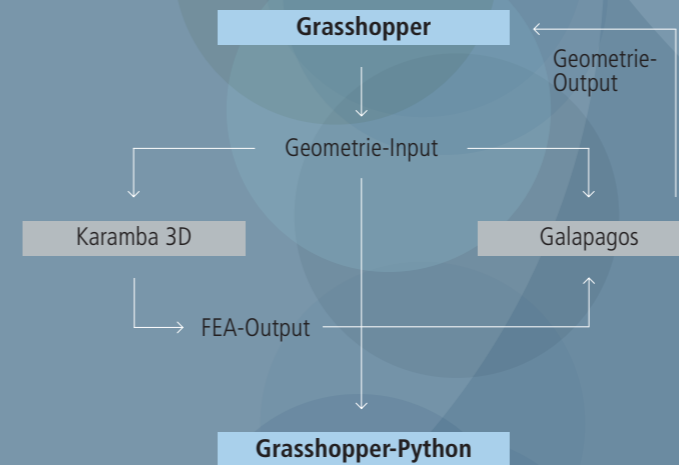 Grasshopper
Geometrie-
Output
Geometrie-Input
Karamba 3D
Galapagos
FEA-Output
Grasshopper-Python